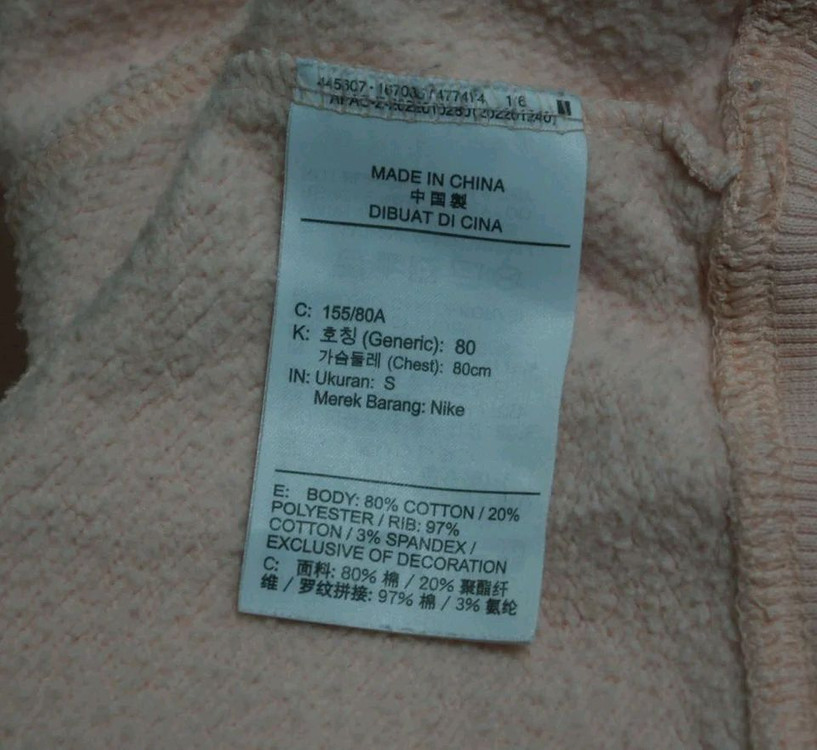 1/6
MADE IN CHINA
中国製
DIBUAT DI CINA
C: 155/80A
K: 호칭 (Generic): 80
가슴둘레 (Chest): 80cm
IN: Ukuran: S
Merek Barang: Nike
E: BODY: 80% COTTON / 20%
POLYESTER / RIB: 97%
COTTON / 3% SPANDEX /
EXCLUSIVE OF DECORATION
C: 面料: 80% 棉 / 20% 聚酯纤
维 / 罗纹拼接: 97% 棉 / 3% 氨纶